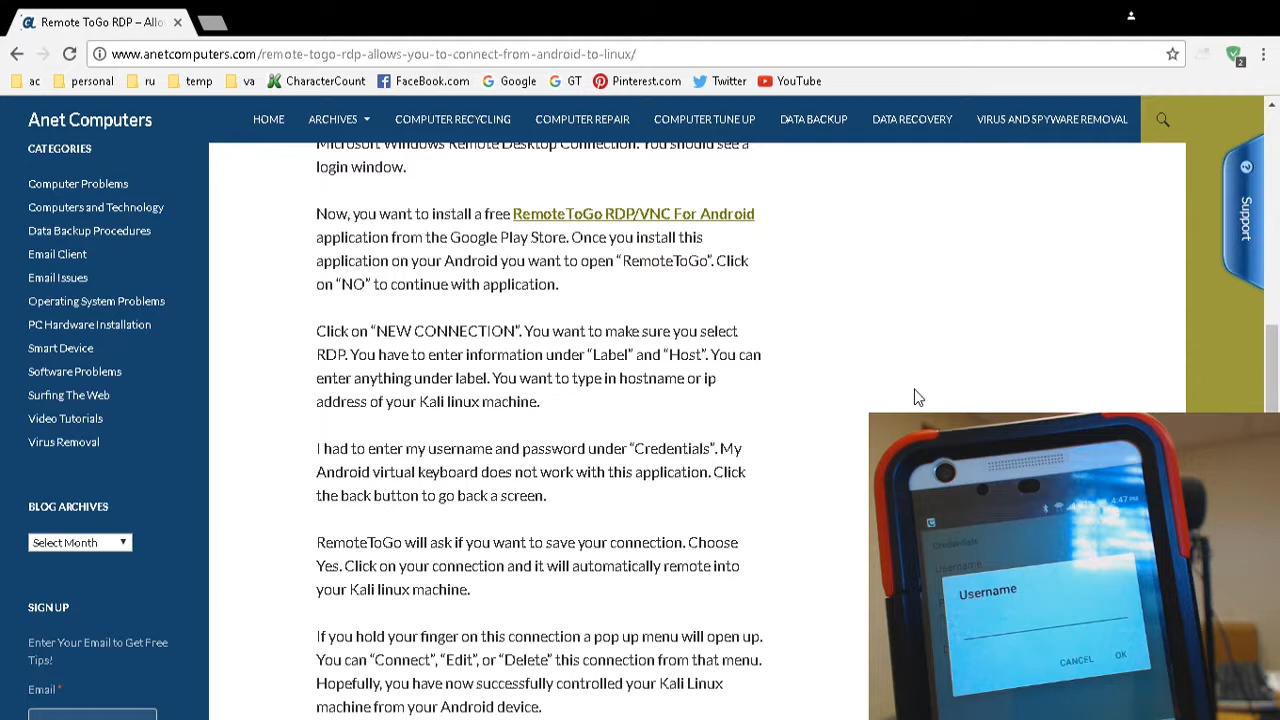 Remote ToGo RDP – Allo
www.anetcomputers.com/remote-togo-rdp-allows-you-to-connect-from-android-to-linux/
ac personal ru temp va CharacterCount FaceBook.com Google GT Pinterest.com Twitter YouTube
Anet Computers HOME ARCHIVES COMPUTER RECYCLING COMPUTER REPAIR COMPUTER TUNE UP DATA BACKUP DATA RECOVERY VIRUS AND SPYWARE REMOVAL
CATEGORIES
Computer Problems
Computers and Technology
Data Backup Procedures
Email Client
Email Issues
Operating System Problems
PC Hardware Installation
Smart Device
Software Problems
Surfing The Web
Video Tutorials
Virus Removal
BLOG ARCHIVES
Select Month
SIGN UP
Enter Your Email to Get Free
Tips!
Email *
Microsoft Windows Remote Desktop Connection. You should see a
login window.
Now, you want to install a free RemoteToGo RDP/VNC For Android
application from the Google Play Store. Once you install this
application on your Android you want to open “RemoteToGo”. Click
on “NO” to continue with application.
Click on “NEW CONNECTION”. You want to make sure you select
RDP. You have to enter information under “Label” and “Host”. You can
enter anything under label. You want to type in hostname or ip
address of your Kali linux machine.
I had to enter my username and password under “Credentials”. My
Android virtual keyboard does not work with this application. Click
the back button to go back a screen.
RemoteToGo will ask if you want to save your connection. Choose
Yes. Click on your connection and it will automatically remote into
your Kali linux machine.
If you hold your finger on this connection a pop up menu will open up.
You can “Connect”, “Edit”, or “Delete” this connection from that menu.
Hopefully, you have now successfully controlled your Kali Linux
machine from your Android device.
Support
2
4:47 PM
Credentials
Username
Username
CANCEL OK